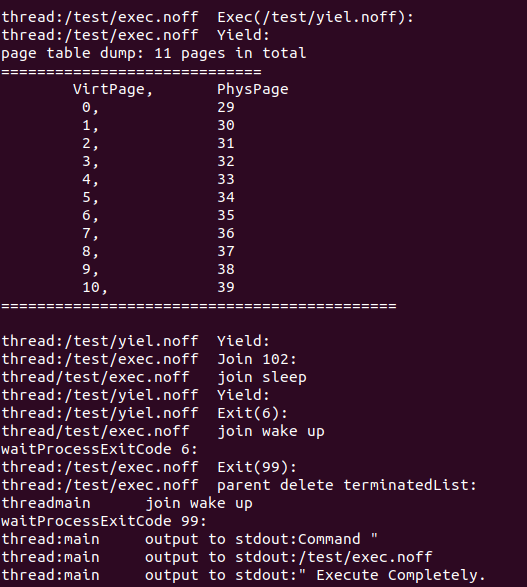 thread:/test/exec.noff  Exec(/test/yiel.noff):
thread:/test/exec.noff  Yield:
page table dump: 11 pages in total
=============================
        VirtPage,       PhysPage
         0,             29
         1,             30
         2,             31
         3,             32
         4,             33
         5,             34
         6,             35
         7,             36
         8,             37
         9,             38
         10,            39
============================================
thread:/test/yiel.noff  Yield:
thread:/test/exec.noff  Join 102:
thread/test/exec.noff   join sleep
thread:/test/yiel.noff  Yield:
thread:/test/yiel.noff  Exit(6):
thread/test/exec.noff   join wake up
waitProcessExitCode 6:
thread:/test/exec.noff  Exit(99):
thread:/test/exec.noff  parent delete terminatedList:
threadmain      join wake up
waitProcessExitCode 99:
thread:main     output to stdout:Command "
thread:main     output to stdout:/test/exec.noff
thread:main     output to stdout:" Execute Completely.